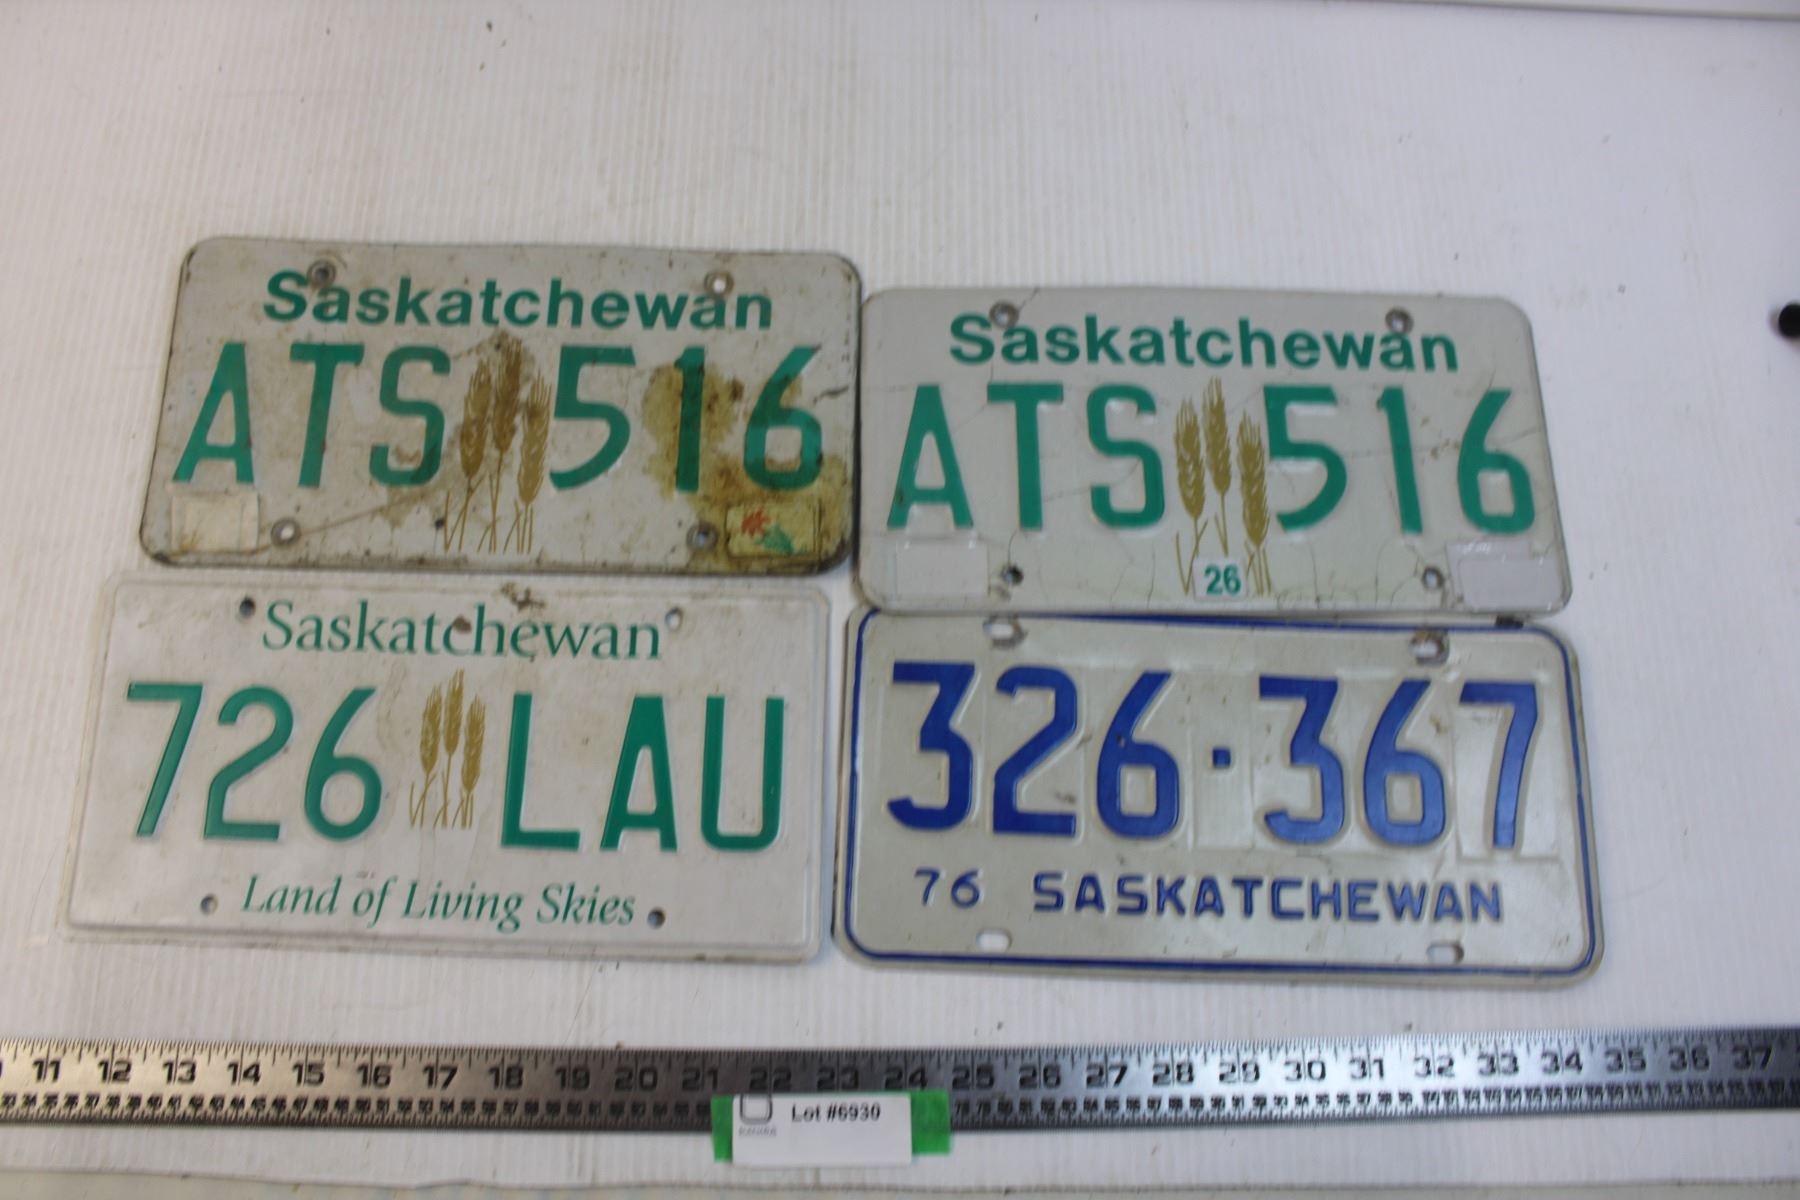 Saskatchewan
ATS 516
Saskatchewan
ATS 516
26
Saskatchewan
726 LAU
Land of Living Skies
326·367
76 SASKATCHEWAN
11 12 13 14 15 16 17 18 19 20 21 22 23 24 25 26 27 28 29 30 31 32 33 34 35 36 37
Lot #6930